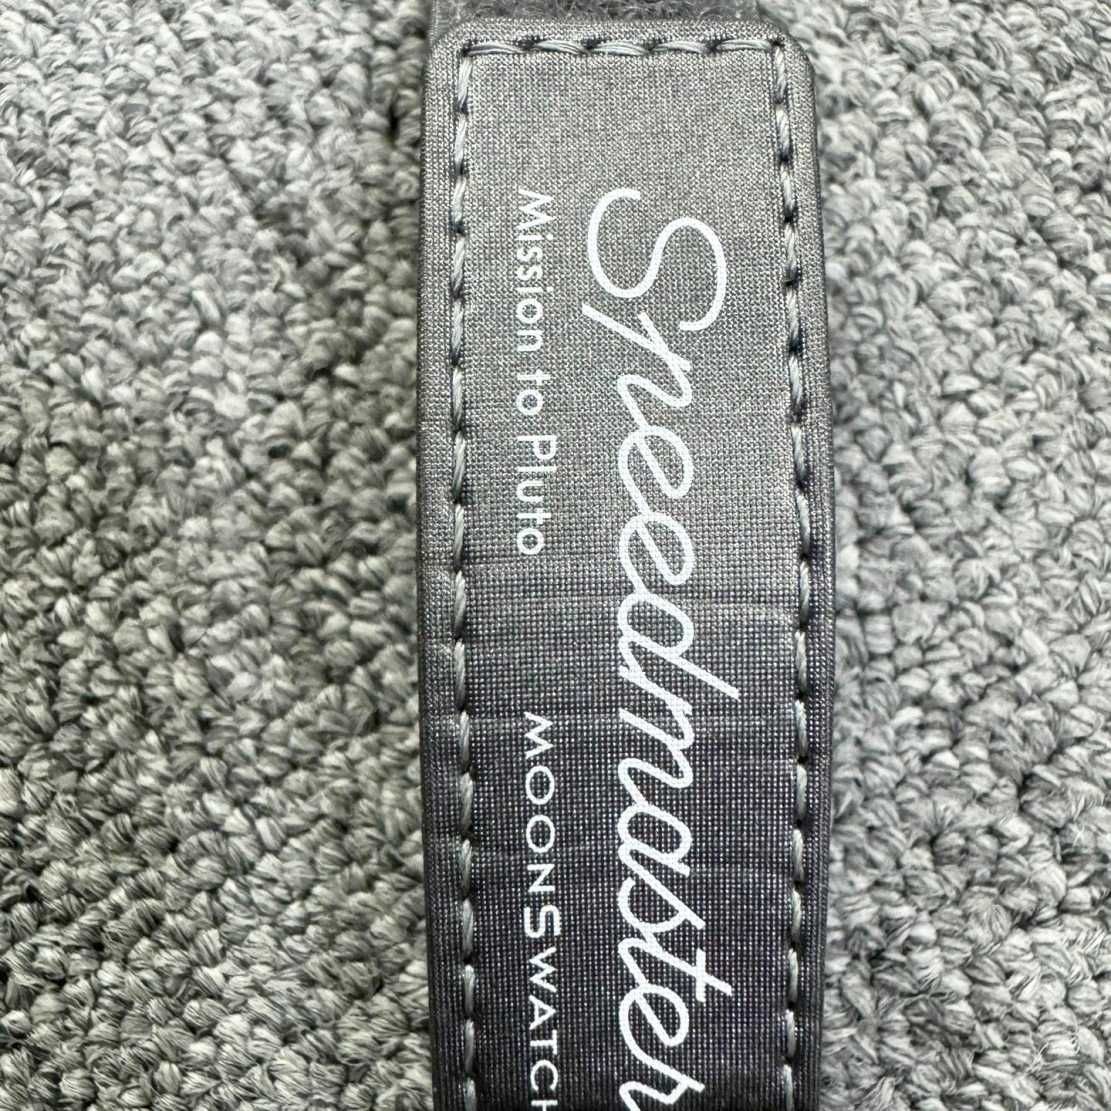 Speedmaster
Mission to Pluto
MOONSWATCH